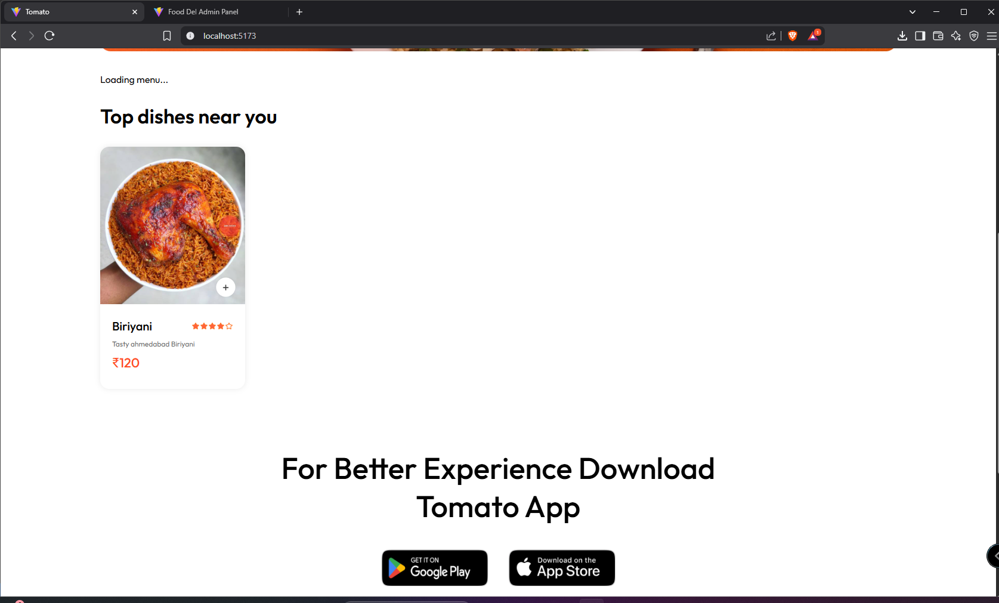 Tomato
Food Del Admin Panel
localhost:5173
1
Loading menu...
Top dishes near you
Biriyani
Tasty ahmedabad Biriyani
₹120
For Better Experience Download
Tomato App
GET IT ON
Google Play
Download on the
App Store